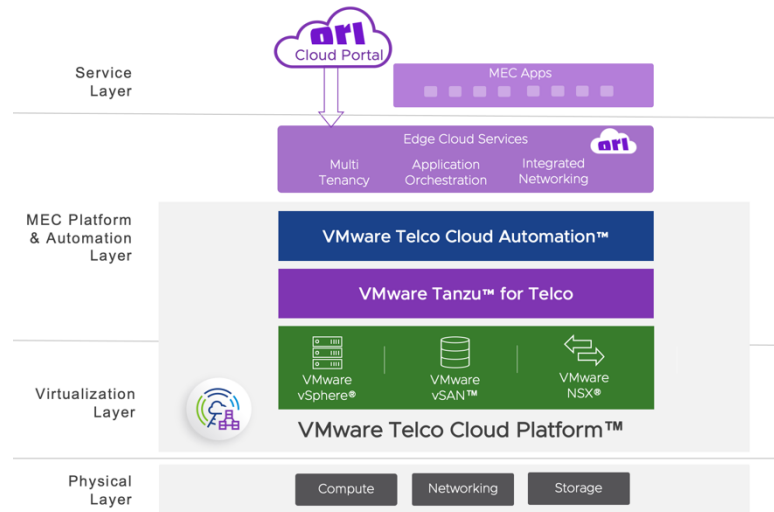 arl
Cloud Portal
Service
Layer
MEC Apps
Edge Cloud Services
arl
Multi
Tenancy
Application
Orchestration
Integrated
Networking
MEC Platform
& Automation
Layer
VMware Telco Cloud Automation™
VMware Tanzu™ for Telco
VMware
vSphere®
VMware
vSAN™
VMware
NSX®
Virtualization
Layer
VMware Telco Cloud Platform™
Physical
Layer
Compute
Networking
Storage